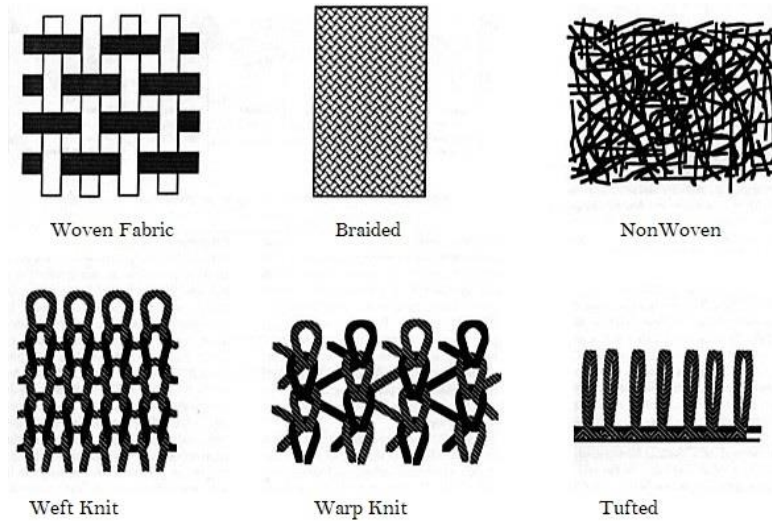 Woven Fabric
Braided
NonWoven
Weft Knit
Warp Knit
Tufted